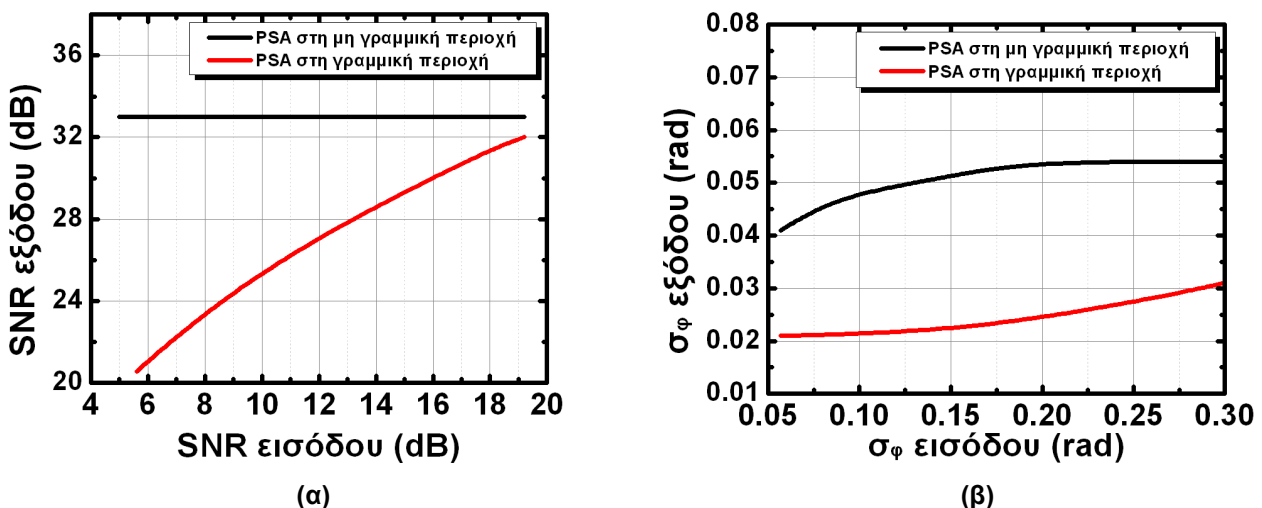 PSA στη μη γραμμική περιοχή
PSA στη γραμμική περιοχή
SNR εξόδου (dB)
36
32
28
24
20
4 6 8 10 12 14 16 18 20
SNR εισόδου (dB)
(α)
PSA στη μη γραμμική περιοχή
PSA στη γραμμική περιοχή
σφ εξόδου (rad)
0.08
0.07
0.06
0.05
0.04
0.03
0.02
0.01
0.05 0.10 0.15 0.20 0.25 0.30
σφ εισόδου (rad)
(β)